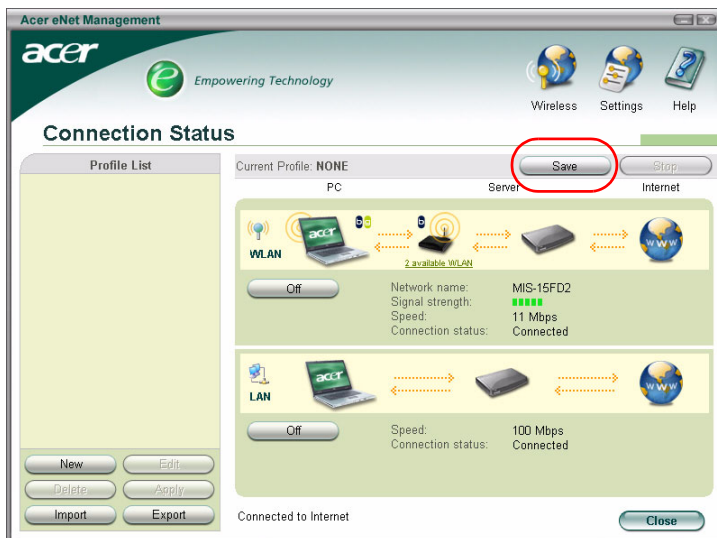 Acer eNet Management
acer
e
Empowering Technology
Wireless
Settings
Help
Connection Status
Profile List
Current Profile: NONE
Save
Stop
PC
Server
Internet
WLAN
acer
b g
b
2 available WLAN
WWW
Off
Network name: MIS-15FD2
Signal strength:
Speed: 11 Mbps
Connection status: Connected
LAN
acer
WWW
Off
Speed: 100 Mbps
Connection status: Connected
New
Edit
Delete
Apply
Import
Export
Connected to Internet
Close